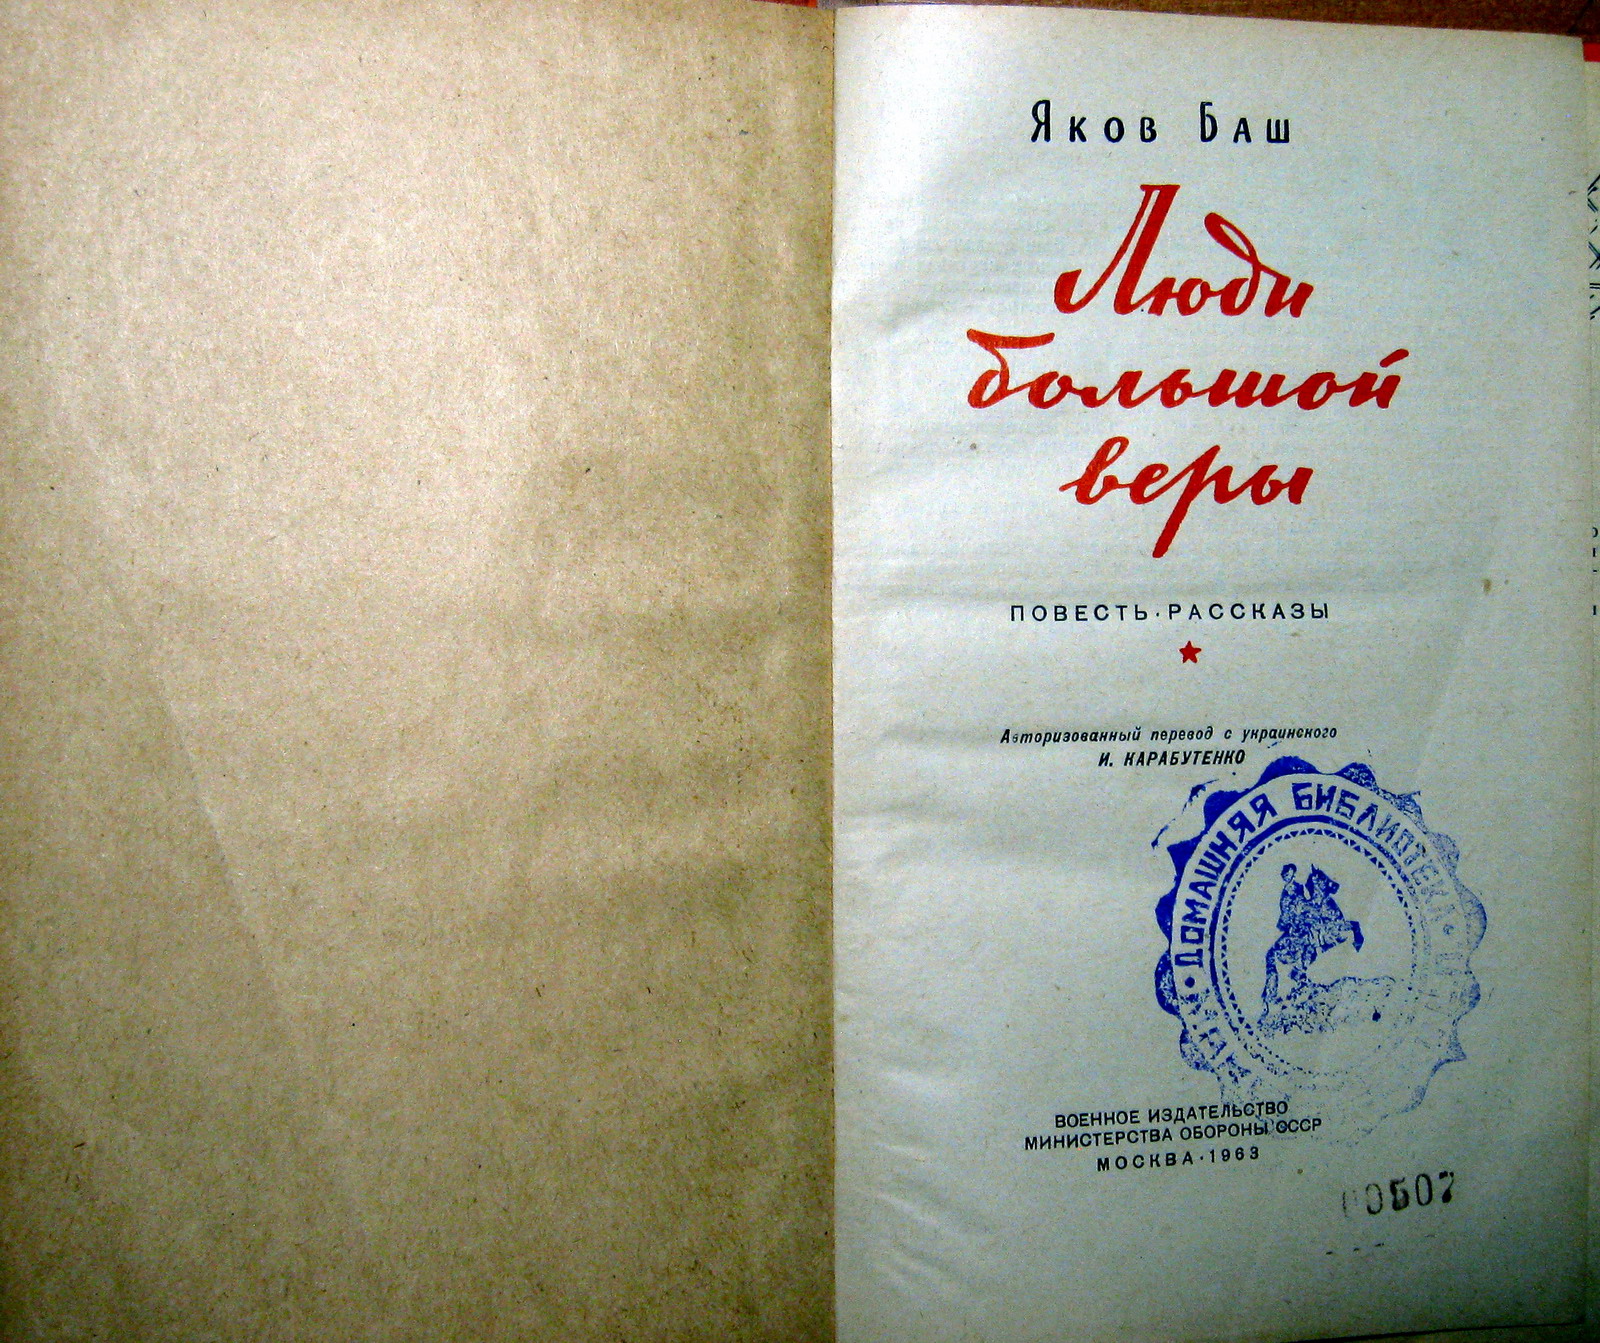 Яков Баш
Люди
большой
веры
ПОВЕСТЬ·РАССКАЗЫ
Авторизованный перевод с украинского
И. КАРАБУТЕНКО
ДОМАШНЯЯ БИБЛИОТЕКА
ВОЕННОЕ ИЗДАТЕЛЬСТВО
МИНИСТЕРСТВА ОБОРОНЫ СССР
МОСКВА·1963
00507